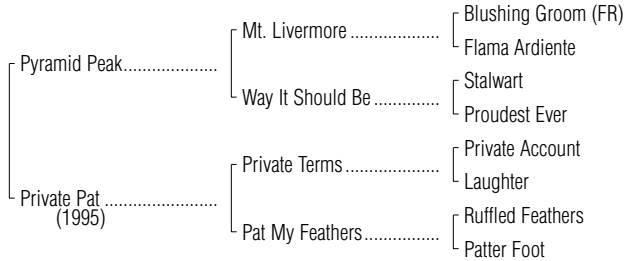 Blushing Groom (FR)
Mt. Livermore ....................
Flama Ardiente
Pyramid Peak.....................
Stalwart
Way It Should Be ...............
Proudest Ever
Private Account
Private Terms .....................
Laughter
Private Pat .........................
(1995)
Ruffled Feathers
Pat My Feathers.................
Patter Foot